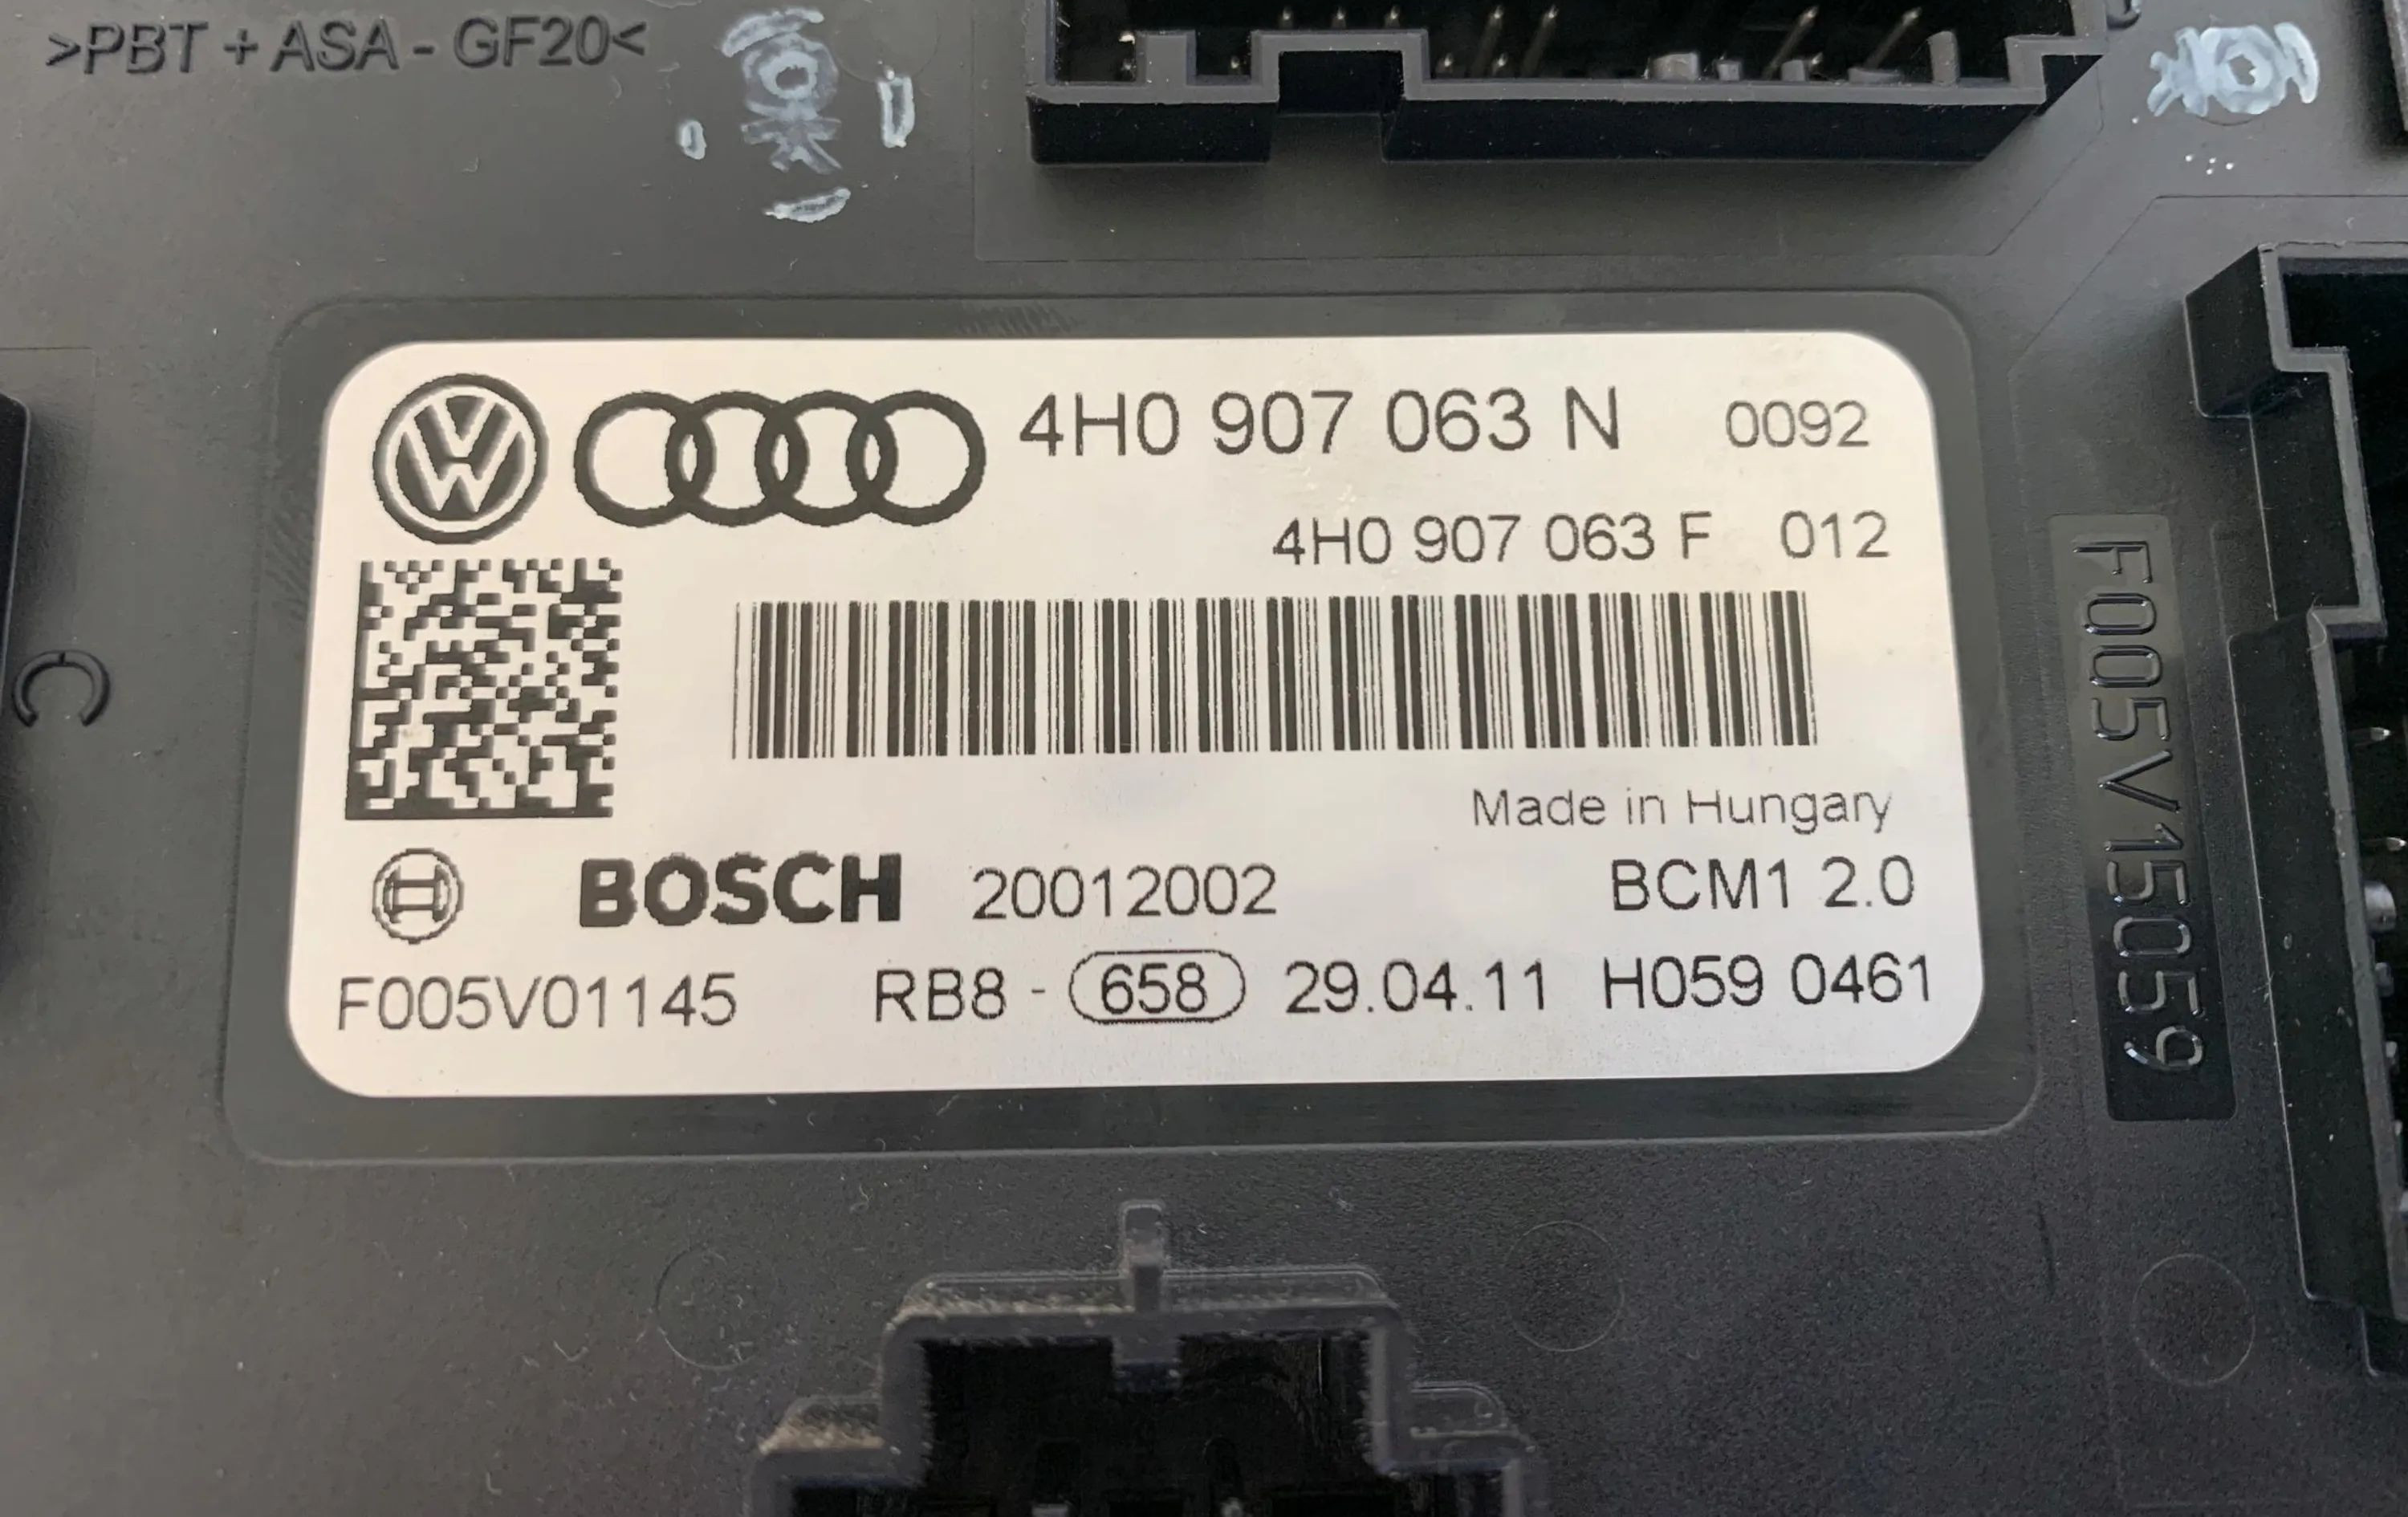 >PBT + ASA - GF20<
4H0 907 063 N 0092
4H0 907 063 F 012
Made in Hungary
BOSCH 20012002 BCM1 2.0
F005V01145 RB8 - 658 29.04.11 H059 0461
F005V15059
C